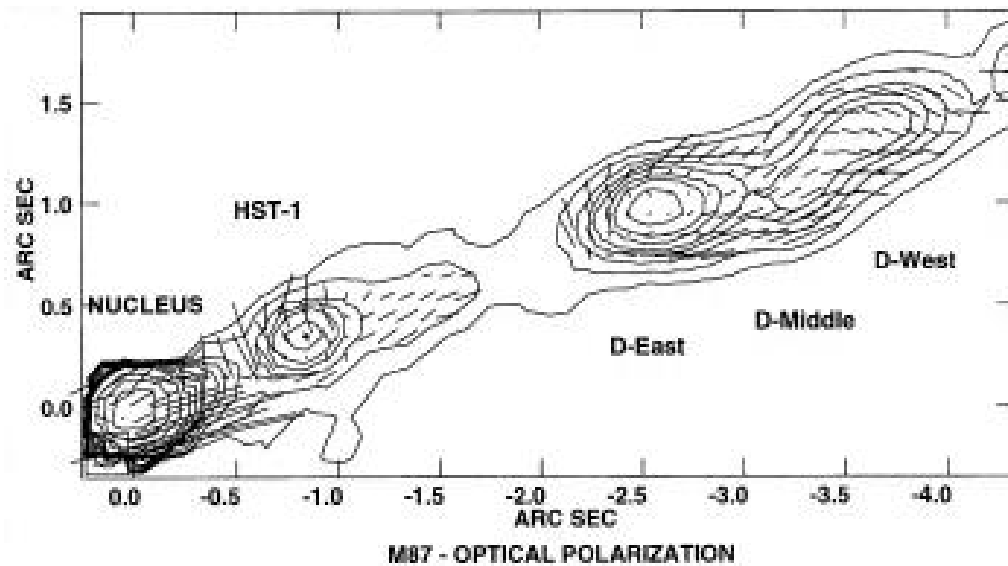 1.5
1.0
0.5
0.0
ARC SEC
HST-1
NUCLEUS
D-West
D-Middle
D-East
0.0 -0.5 -1.0 -1.5 -2.0 -2.5 -3.0 -3.5 -4.0
ARC SEC
M87 - OPTICAL POLARIZATION